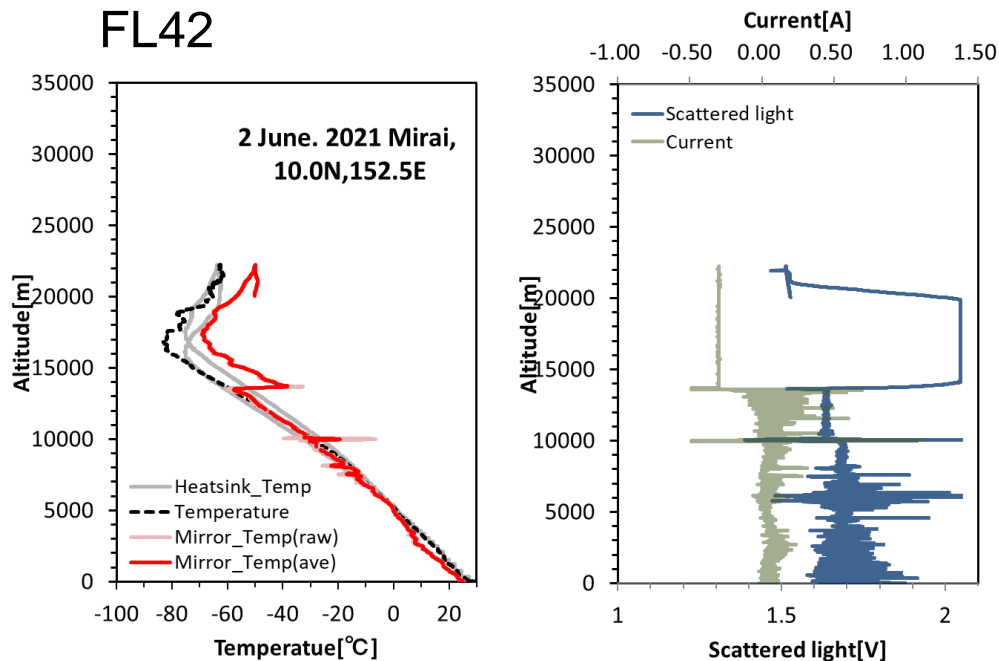 FL42
35000
30000
25000
20000
15000
10000
5000
0
Altitude[m]
2 June. 2021 Mirai,
10.0N,152.5E
Heatsink_Temp
Temperature
Mirror_Temp(raw)
Mirror_Temp(ave)
-100 -80 -60 -40 -20 0 20
Temperatue[℃]
Current[A]
-1.00 -0.50 0.00 0.50 1.00 1.50
35000
30000
25000
20000
15000
10000
5000
0
Altitude[m]
Scattered light
Current
1 1.5 2
Scattered light[V]